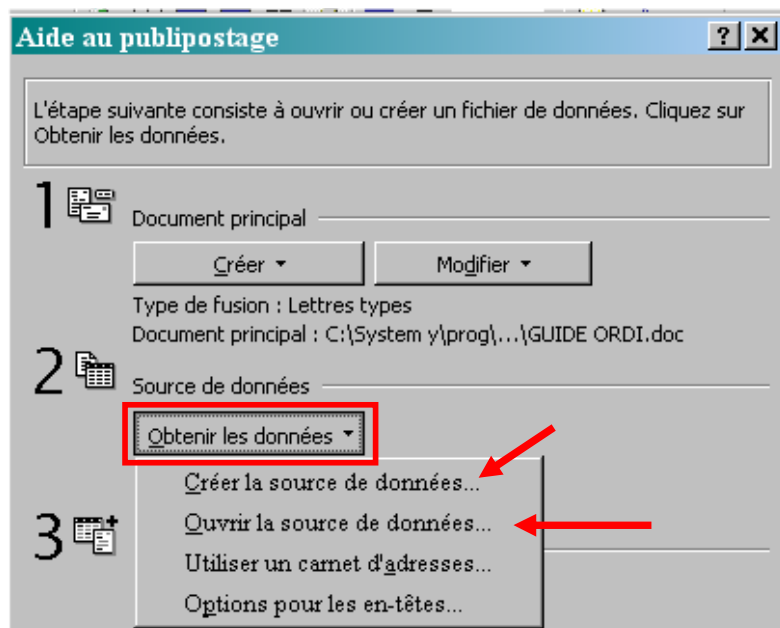 Aide au publipostage
L'étape suivante consiste à ouvrir ou créer un fichier de données. Cliquez sur
Obtenir les données.
1
Document principal
Créer
Modifier
Type de fusion : Lettres types
Document principal : C:\System y\prog\...\GUIDE ORDI.doc
2
Source de données
Obtenir les données
Créer la source de données...
Ouvrir la source de données...
3
Utiliser un carnet d'adresses...
Options pour les en-têtes...